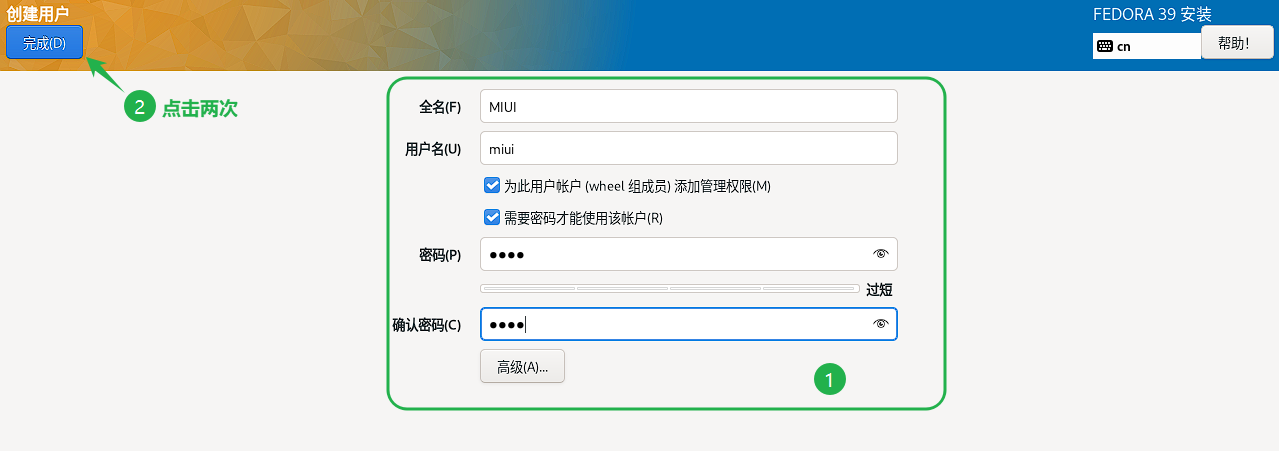 创建用户
FEDORA 39 安装
完成(D)
cn
帮助!
2 点击两次
全名(F) MIUI
用户名(U) miui
为此用户帐户 (wheel 组成员) 添加管理权限(M)
需要密码才能使用该帐户(R)
密码(P) ●●●●
过短
确认密码(C) ●●●●
高级(A)...
1